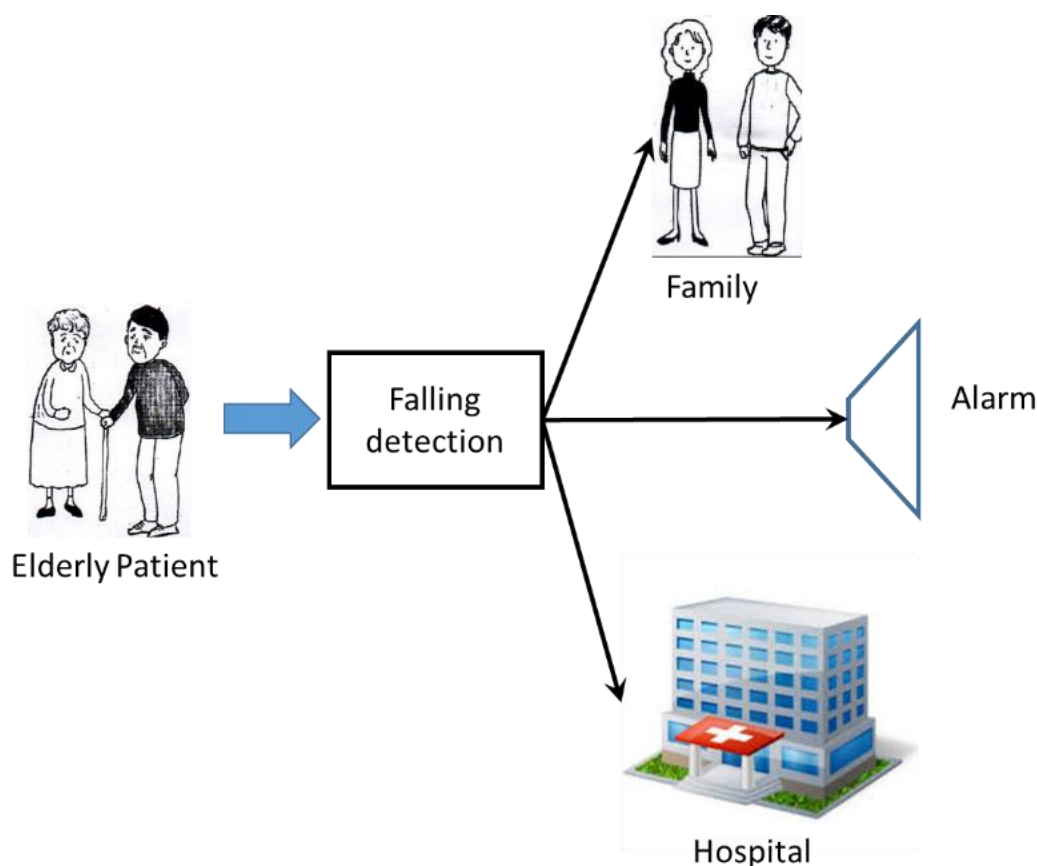 Family
Falling
detection
Alarm
Elderly Patient
Hospital